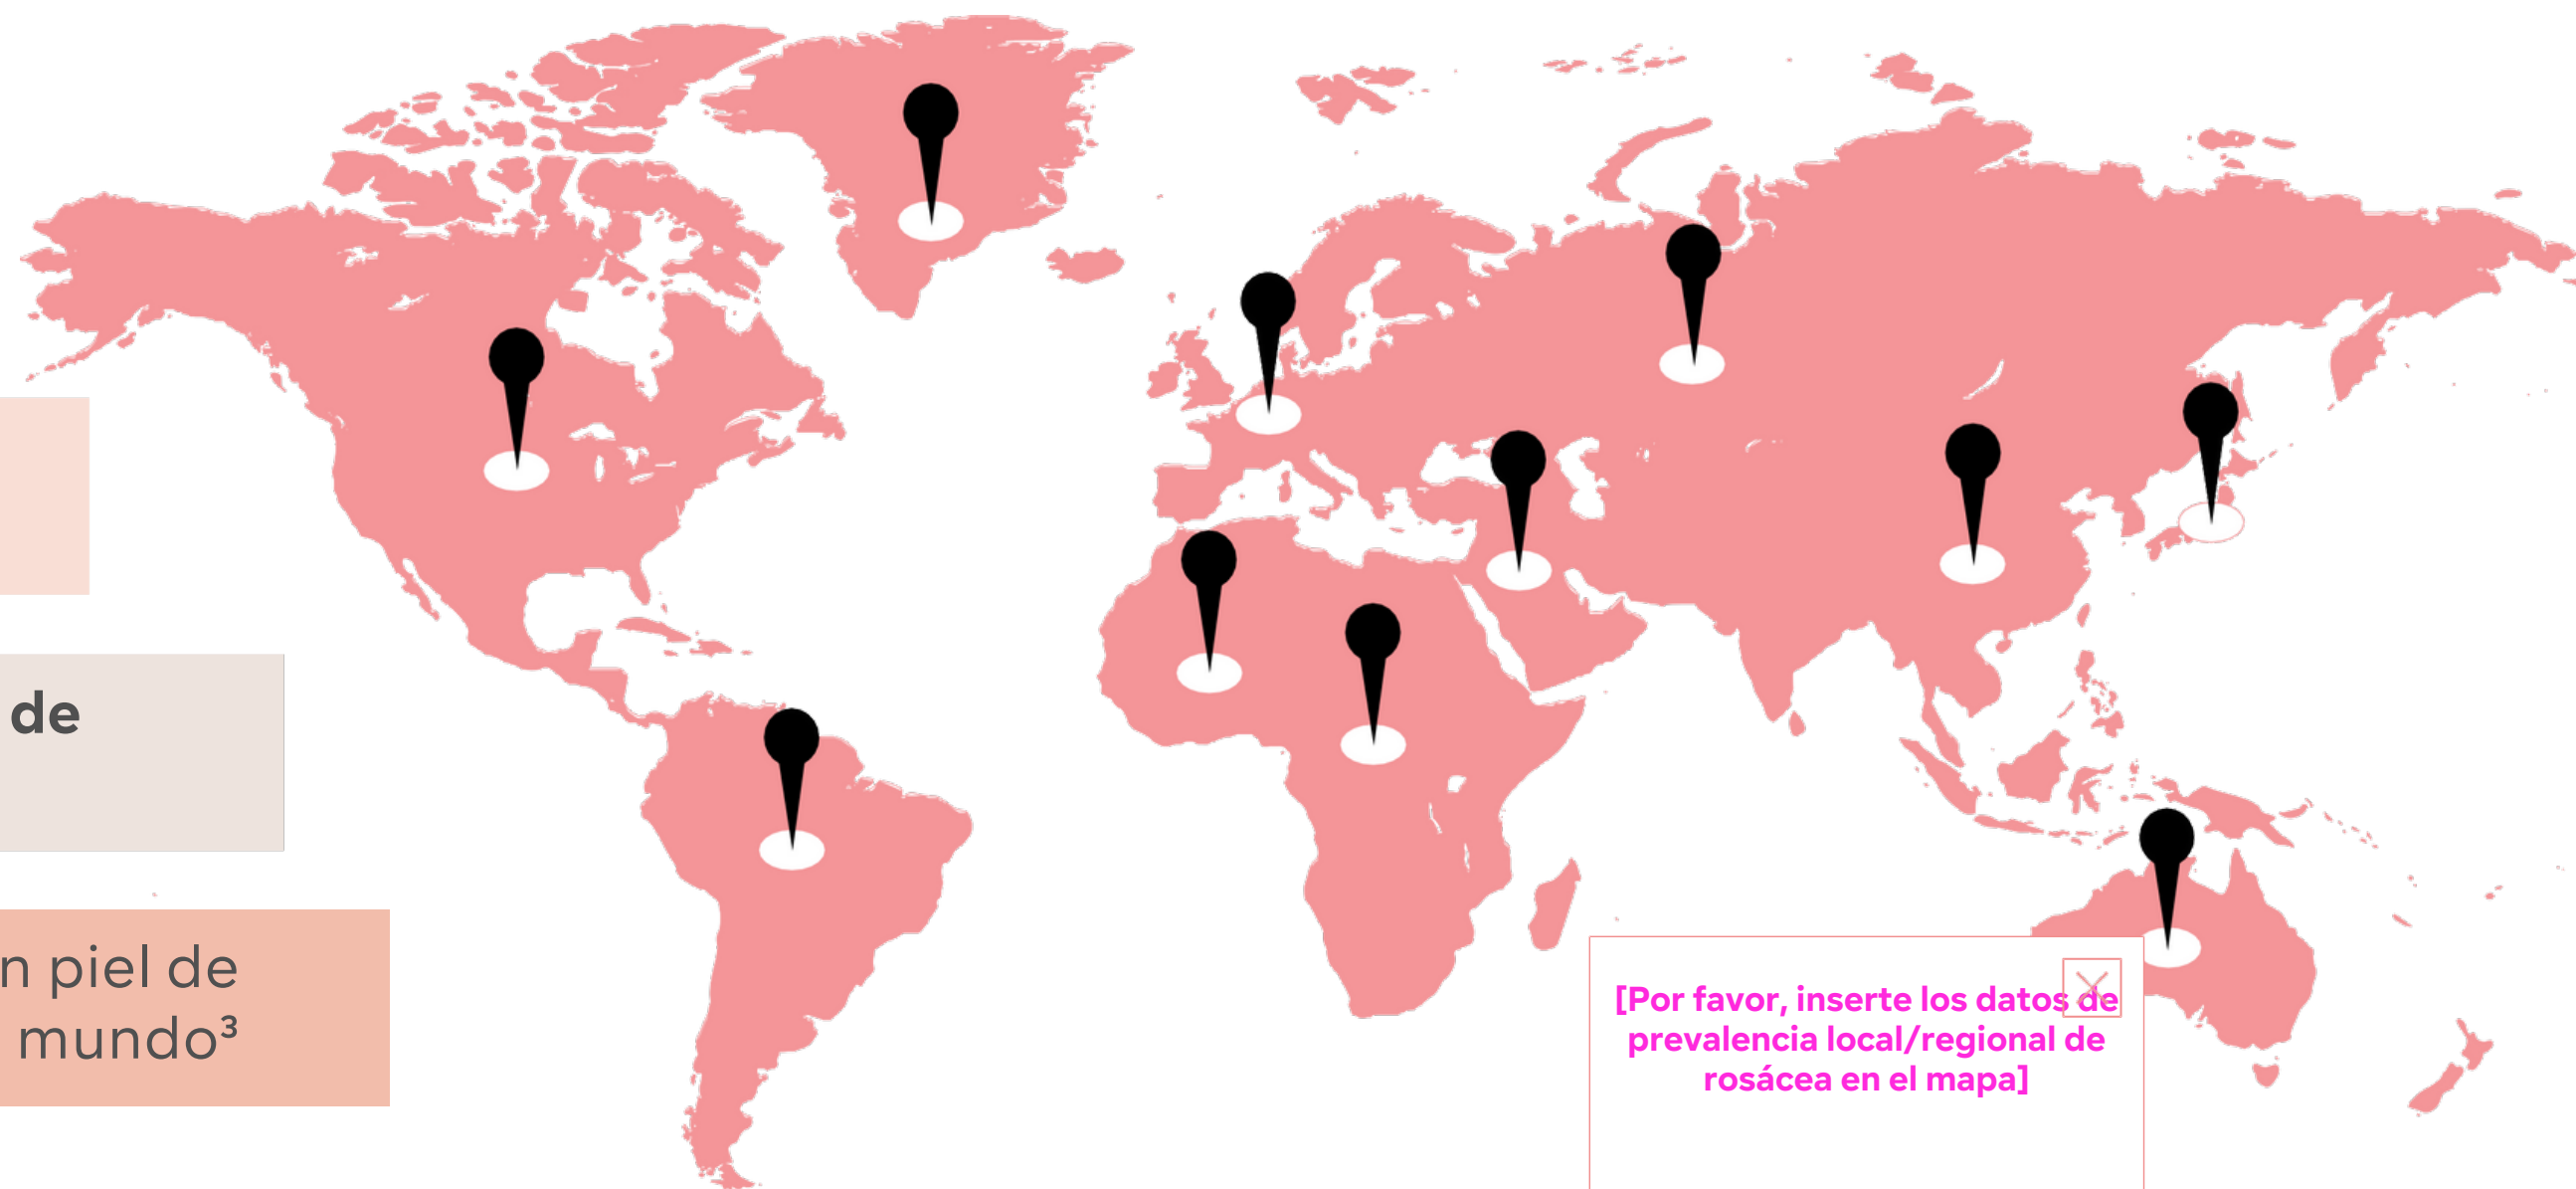 de
n piel de
mundo³
[Por favor, inserte los datos de
prevalencia local/regional de
rosácea en el mapa]